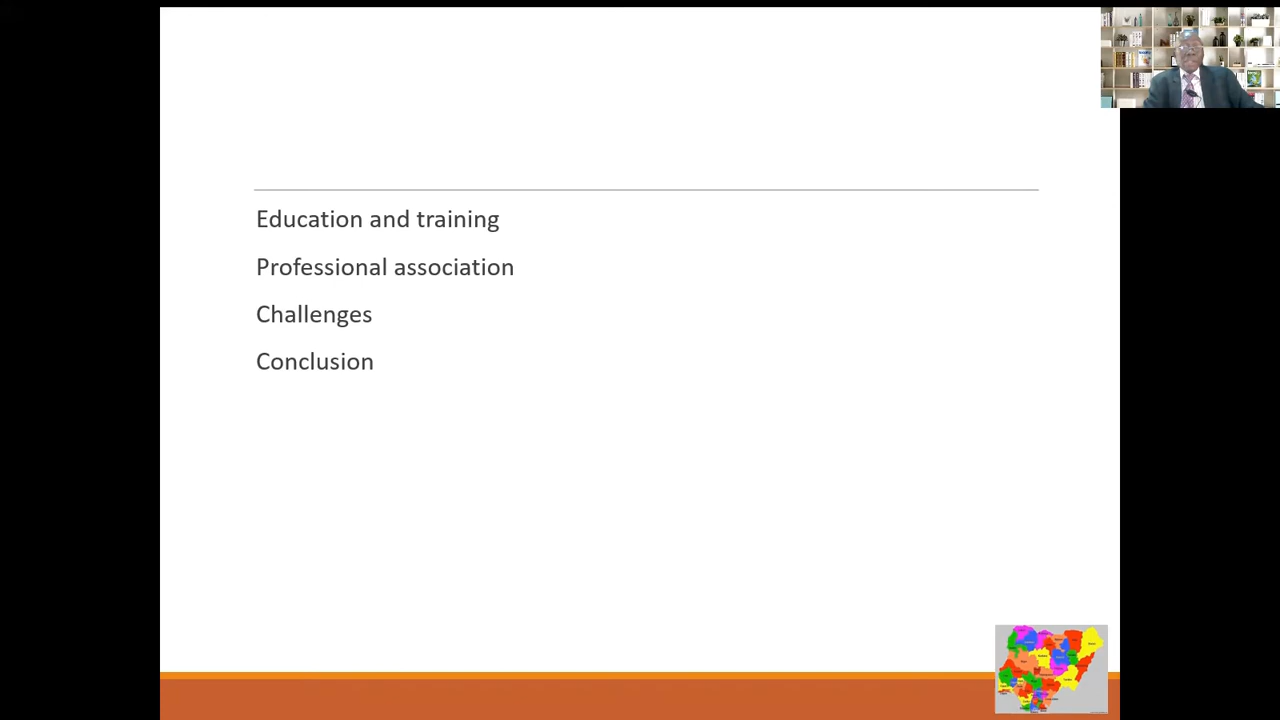 Education and training
Professional association
Challenges
Conclusion